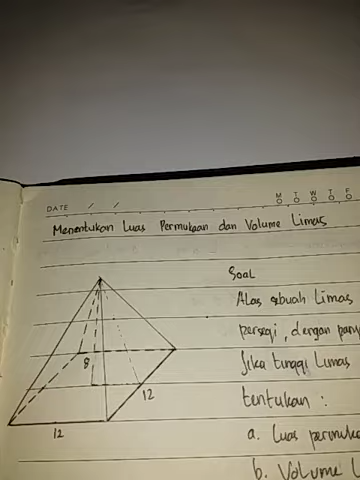 DATE / /
M T W T F
Menentukan Luas Permukaan dan Volume Limas
Soal
Alas sebuah Limas
persegi, dengan
Jika tinggi Limas
tentukan :
a. Luas
b. Volume
8
12
12